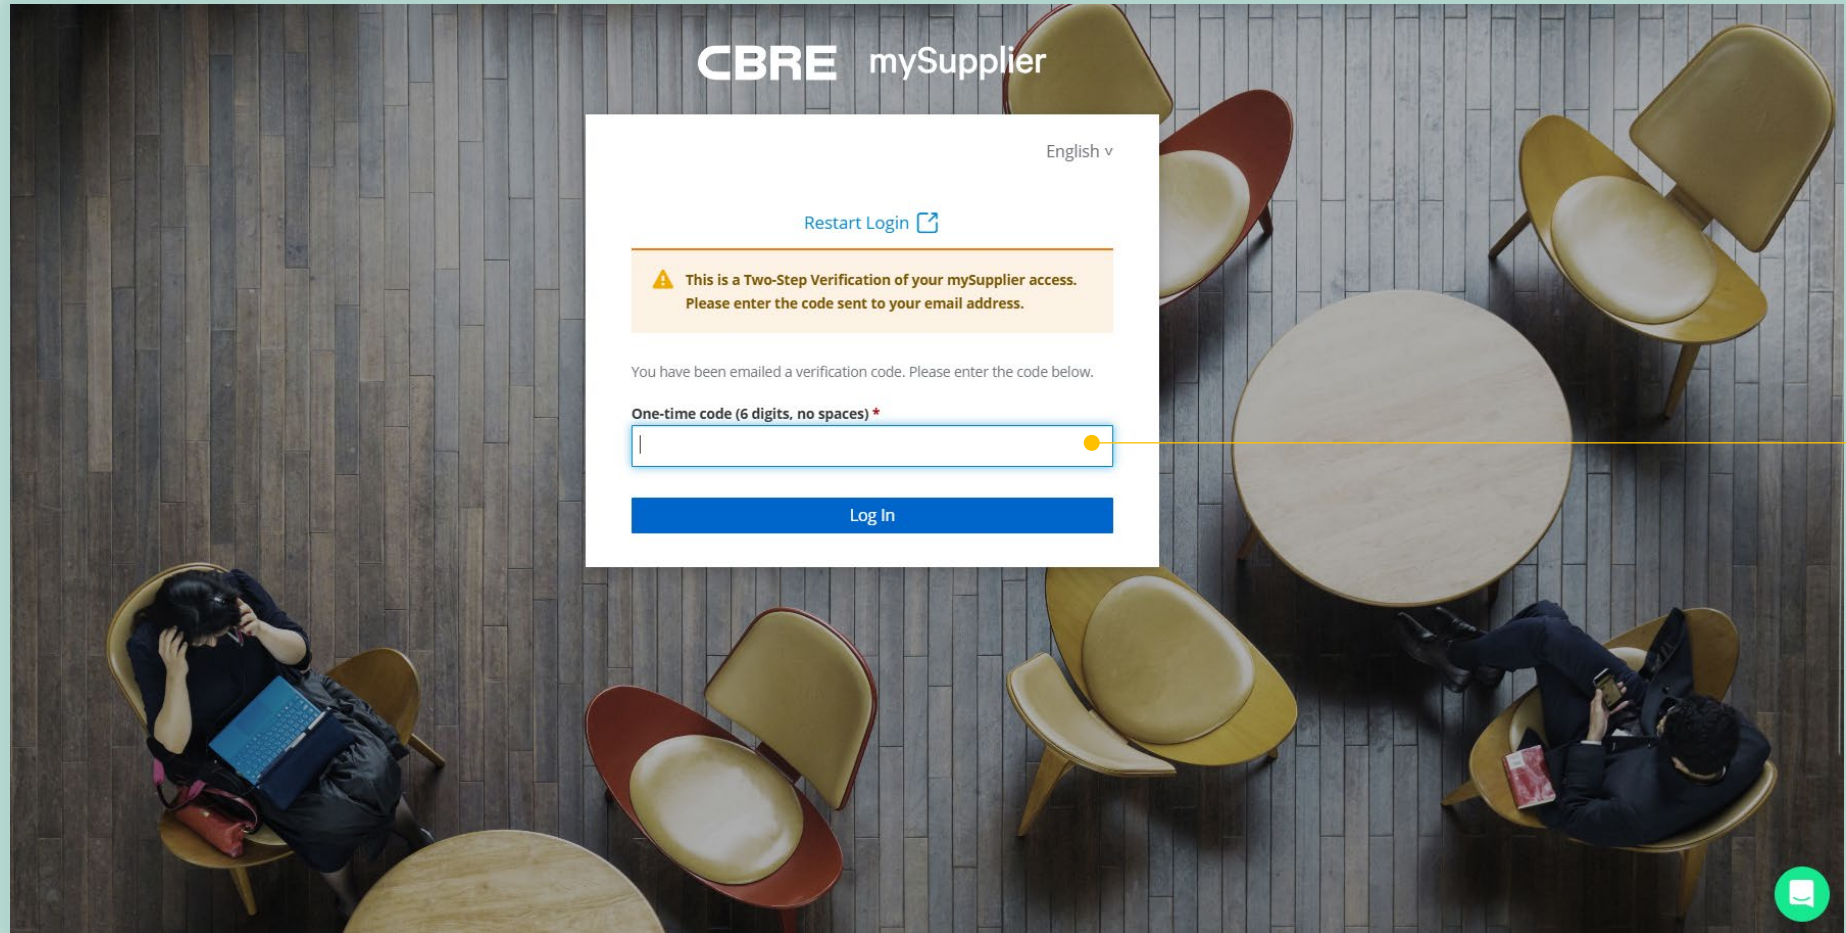 CBRE mySupplier
English v
Restart Login
This is a Two-Step Verification of your mySupplier access.
Please enter the code sent to your email address.
You have been emailed a verification code. Please enter the code below.
One-time code (6 digits, no spaces) *
Log In